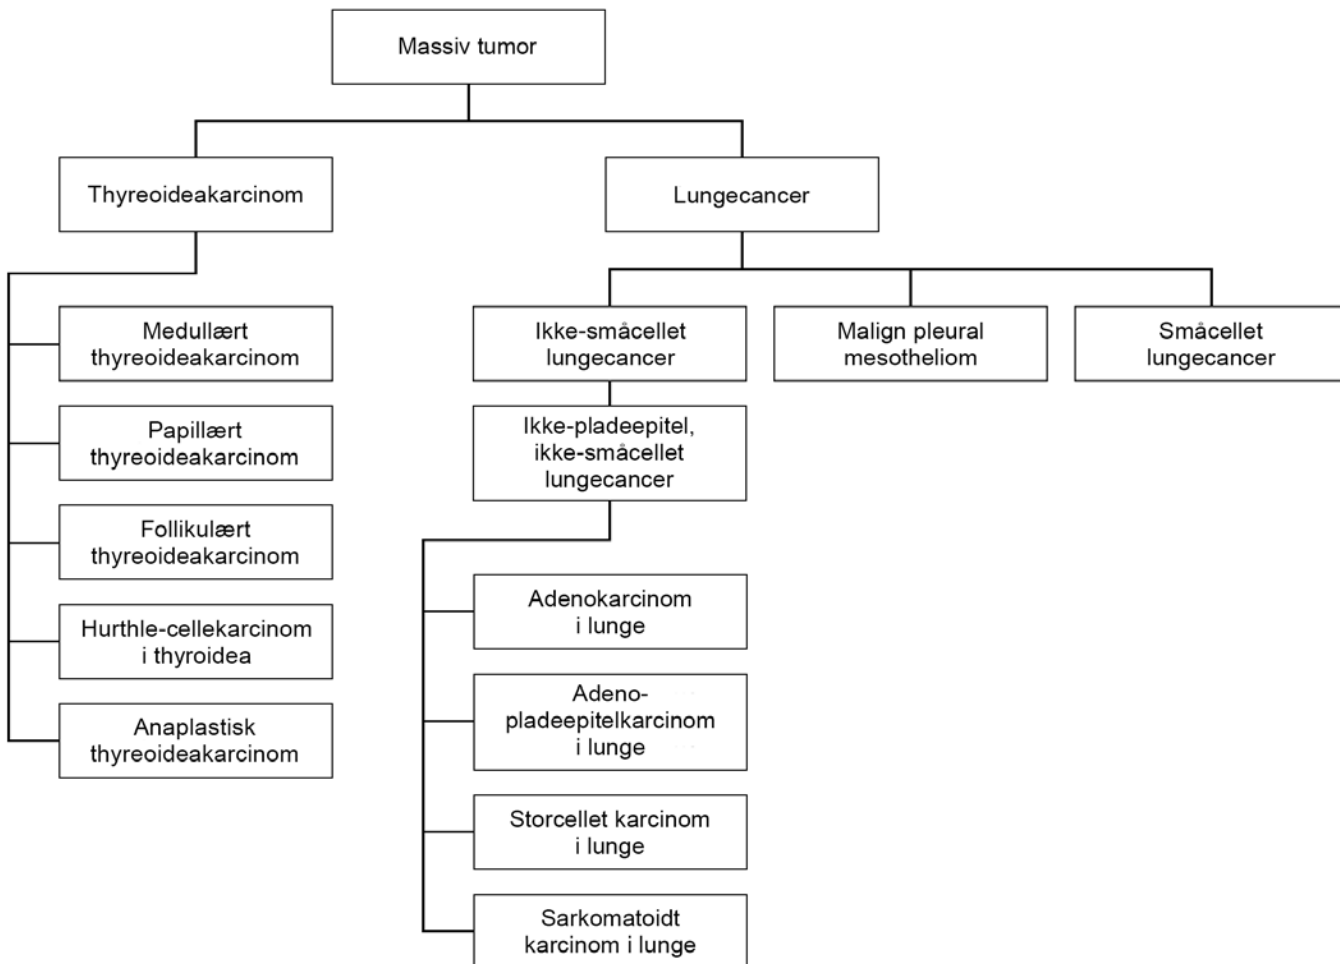 Massiv tumor
Thyreoideakarcinom
Lungecancer
Medullært
thyreoideakarcinom
Papillært
thyreoideakarcinom
Follikulært
thyreoideakarcinom
Hurthle-cellekarcinom
i thyroidea
Anaplastisk
thyreoideakarcinom
Ikke-småcellet
lungecancer
Malign pleural
mesotheliom
Småcellet
lungecancer
Ikke-pladeepitel,
ikke-småcellet
lungecancer
Adenokarcinom
i lunge
Adeno-
pladeepitelkarcinom
i lunge
Storcellet karcinom
i lunge
Sarkomatoidt
karcinom i lunge